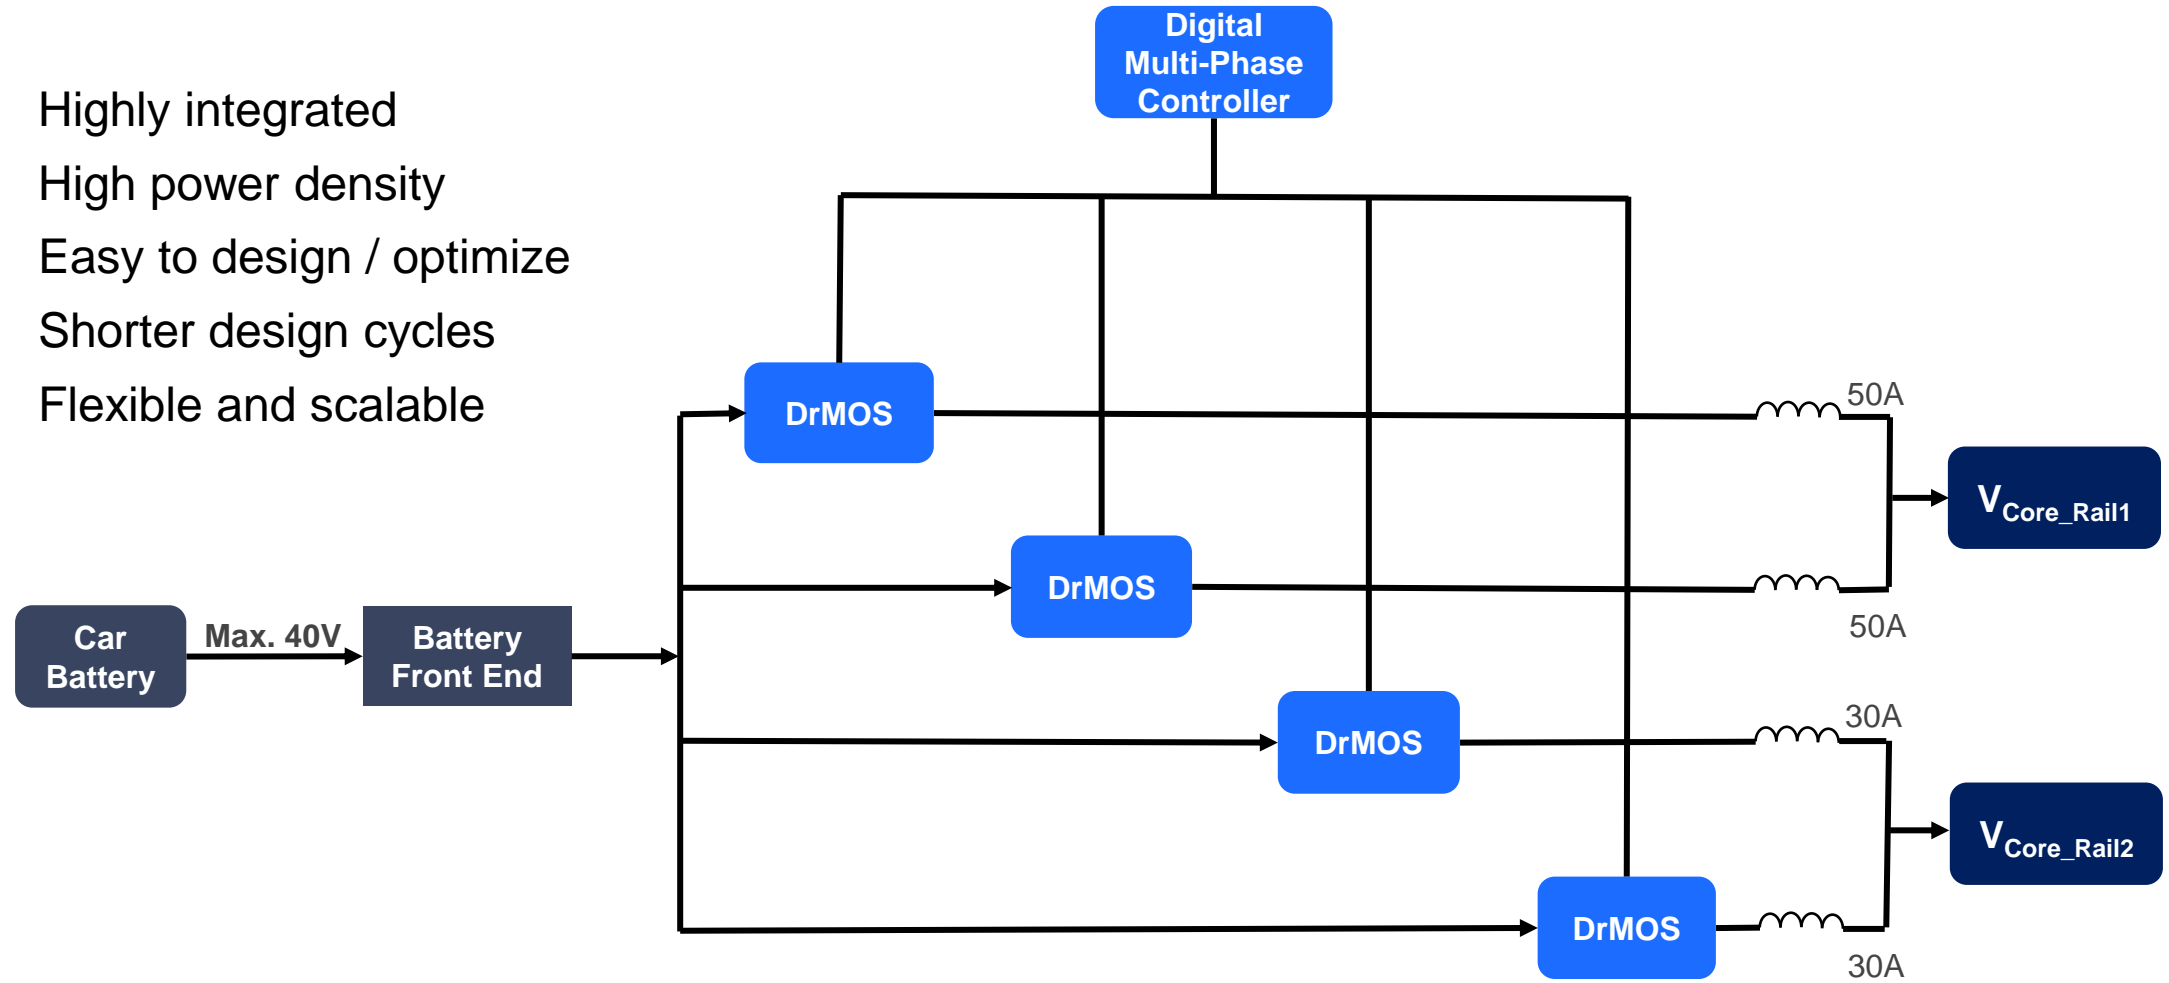 Digital
Multi-Phase
Controller
Highly integrated
High power density
Easy to design / optimize
Shorter design cycles
Flexible and scalable
50A
DrMOS
VCore_Rail1
DrMOS
50A
Car
Battery
Max. 40V
Battery
Front End
30A
DrMOS
VCore_Rail2
DrMOS
30A